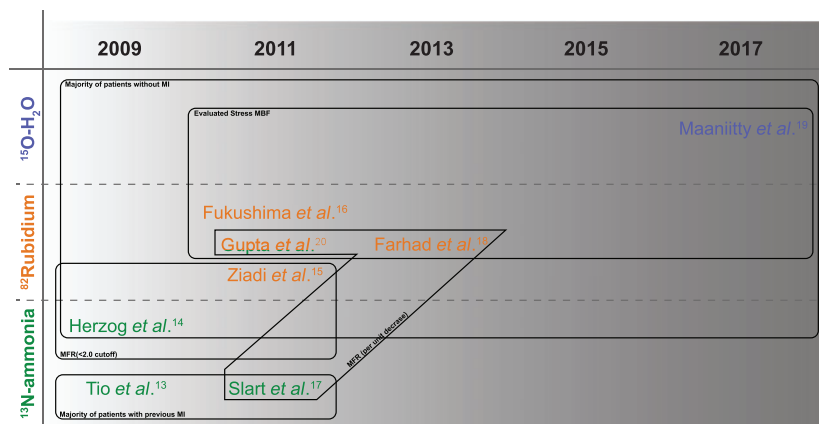 2009 2011 2013 2015 2017
Majority of patients without MI
Evaluated Stress MBF
¹⁵O-H₂O
Maaniitty et al.¹⁹
Fukushima et al.¹⁶
Gupta et al.²⁰ Farhad et al.¹⁸
⁸²Rubidium
Ziadi et al.¹⁵
Herzog et al.¹⁴
MFR (per unit decrase)
MFR(<2.0 cutoff)
¹³N-ammonia
Tio et al.¹³ Slart et al.¹⁷
Majority of patients with previous MI